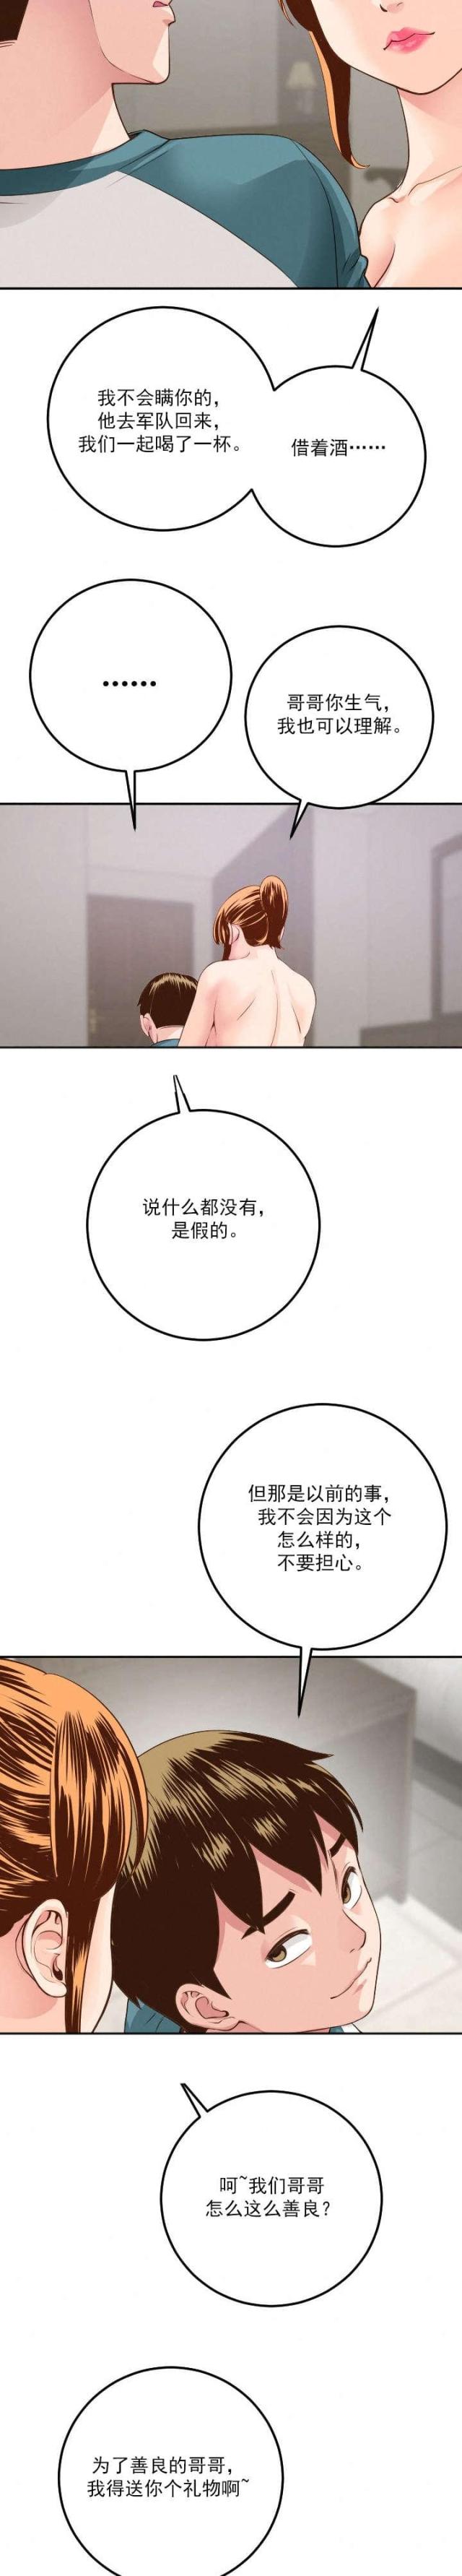 我不会瞒你的，
他去军队回来，
我们一起喝了一杯。
借着酒……
……
哥哥你生气，
我也可以理解。
说什么都没有，
是假的。
但那是以前的事，
我不会因为这个
怎么样的，
不要担心。
呵~我们哥哥
怎么这么善良？
为了善良的哥哥，
我得送你个礼物啊~